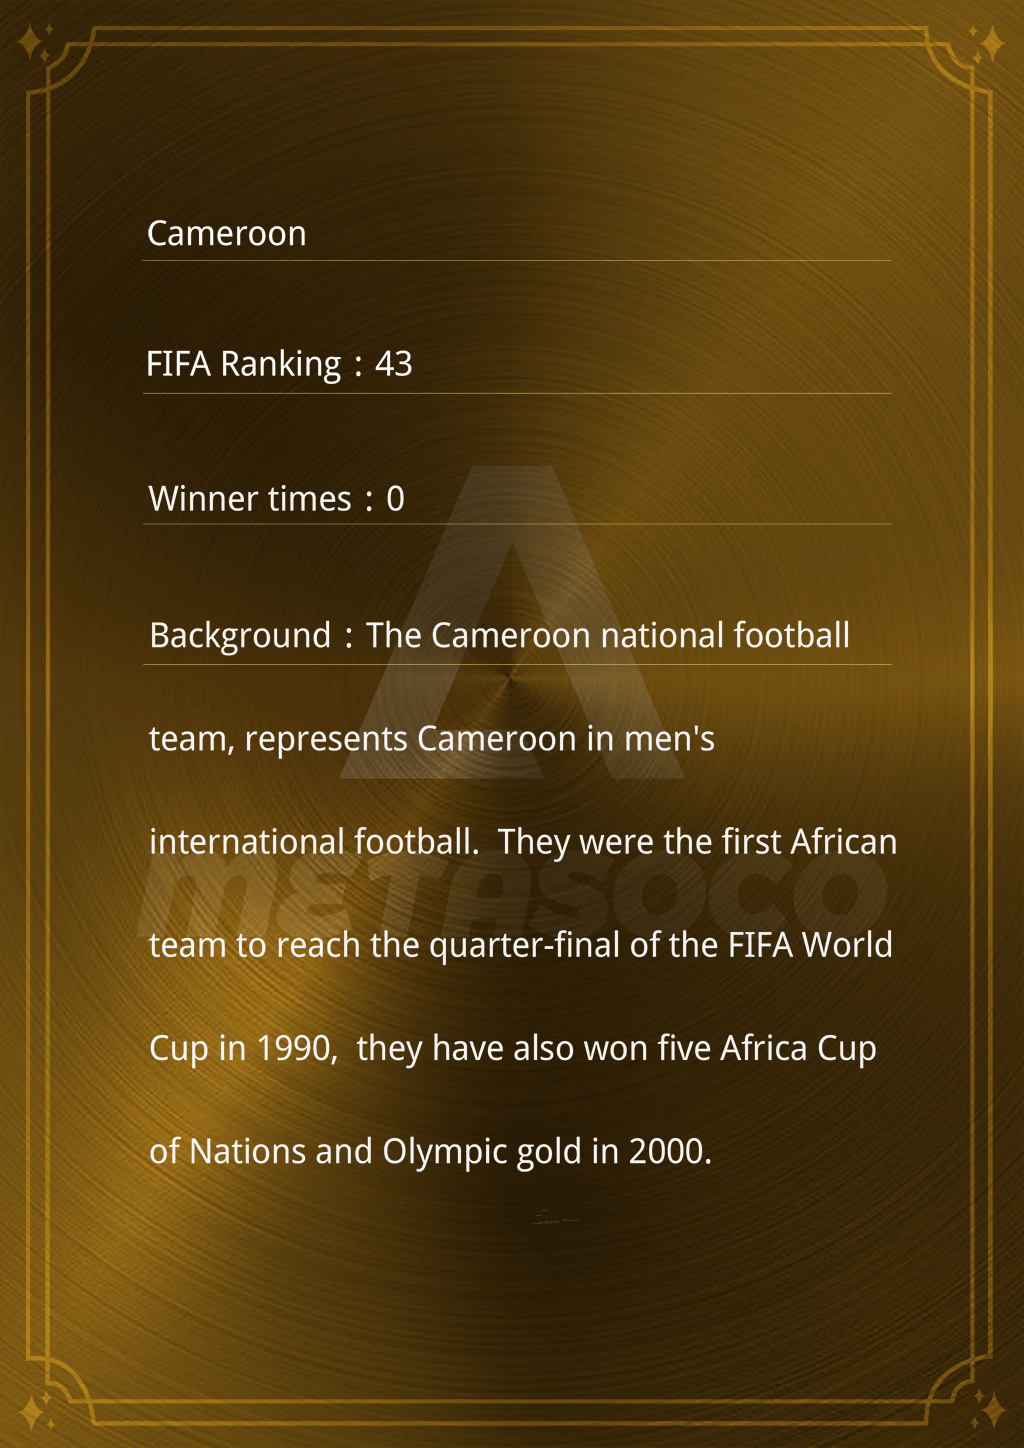 Cameroon
FIFA Ranking : 43
Winner times : 0
Background : The Cameroon national football
team, represents Cameroon in men's
international football.  They were the first African
METASOCO
team to reach the quarter-final of the FIFA World
Cup in 1990,  they have also won five Africa Cup
of Nations and Olympic gold in 2000.